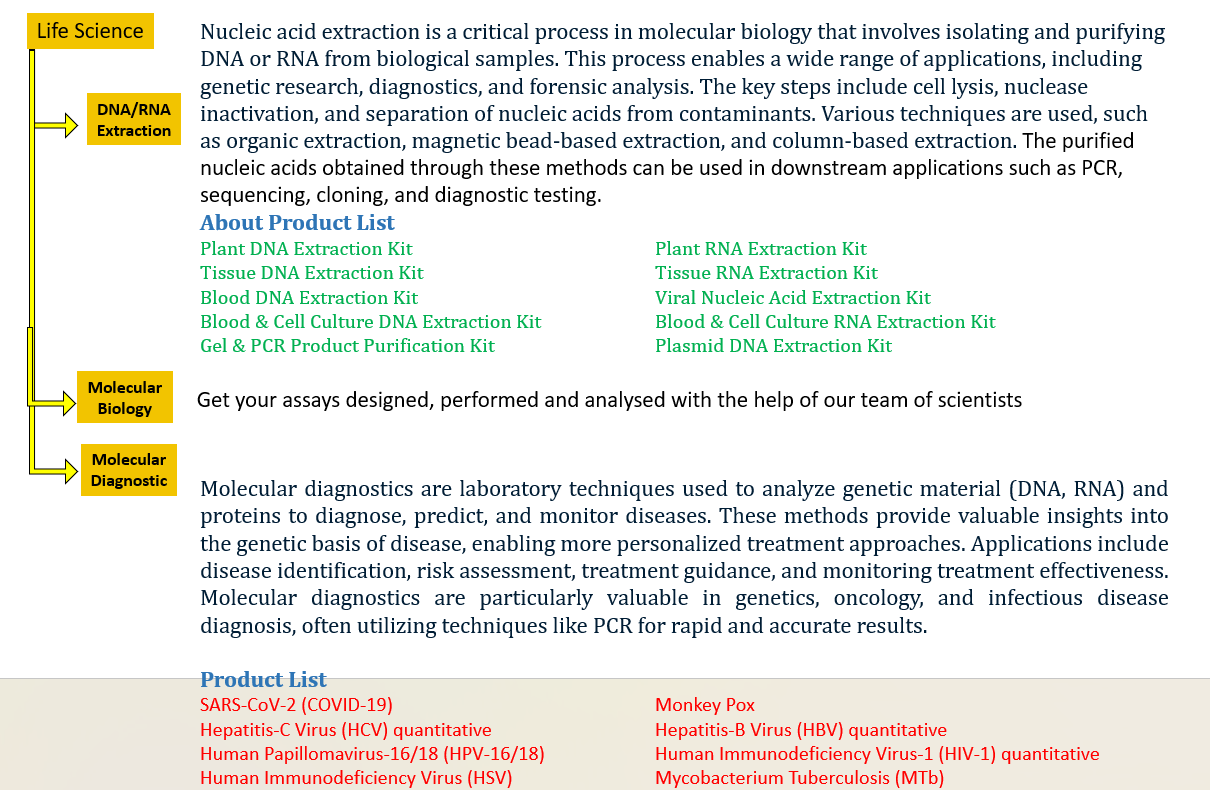 Life Science
Nucleic acid extraction is a critical process in molecular biology that involves isolating and purifying
DNA or RNA from biological samples. This process enables a wide range of applications, including
genetic research, diagnostics, and forensic analysis. The key steps include cell lysis, nuclease
inactivation, and separation of nucleic acids from contaminants. Various techniques are used, such
as organic extraction, magnetic bead-based extraction, and column-based extraction. The purified
nucleic acids obtained through these methods can be used in downstream applications such as PCR,
sequencing, cloning, and diagnostic testing.
DNA/RNA
Extraction
About Product List
Plant DNA Extraction Kit
Tissue DNA Extraction Kit
Blood DNA Extraction Kit
Blood & Cell Culture DNA Extraction Kit
Gel & PCR Product Purification Kit
Plant RNA Extraction Kit
Tissue RNA Extraction Kit
Viral Nucleic Acid Extraction Kit
Blood & Cell Culture RNA Extraction Kit
Plasmid DNA Extraction Kit
Molecular
Biology
Get your assays designed, performed and analysed with the help of our team of scientists
Molecular
Diagnostic
Molecular diagnostics are laboratory techniques used to analyze genetic material (DNA, RNA) and
proteins to diagnose, predict, and monitor diseases. These methods provide valuable insights into
the genetic basis of disease, enabling more personalized treatment approaches. Applications include
disease identification, risk assessment, treatment guidance, and monitoring treatment effectiveness.
Molecular diagnostics are particularly valuable in genetics, oncology, and infectious disease
diagnosis, often utilizing techniques like PCR for rapid and accurate results.
Product List
SARS-CoV-2 (COVID-19)
Hepatitis-C Virus (HCV) quantitative
Human Papillomavirus-16/18 (HPV-16/18)
Human Immunodeficiency Virus (HSV)
Monkey Pox
Hepatitis-B Virus (HBV) quantitative
Human Immunodeficiency Virus-1 (HIV-1) quantitative
Mycobacterium Tuberculosis (MTb)